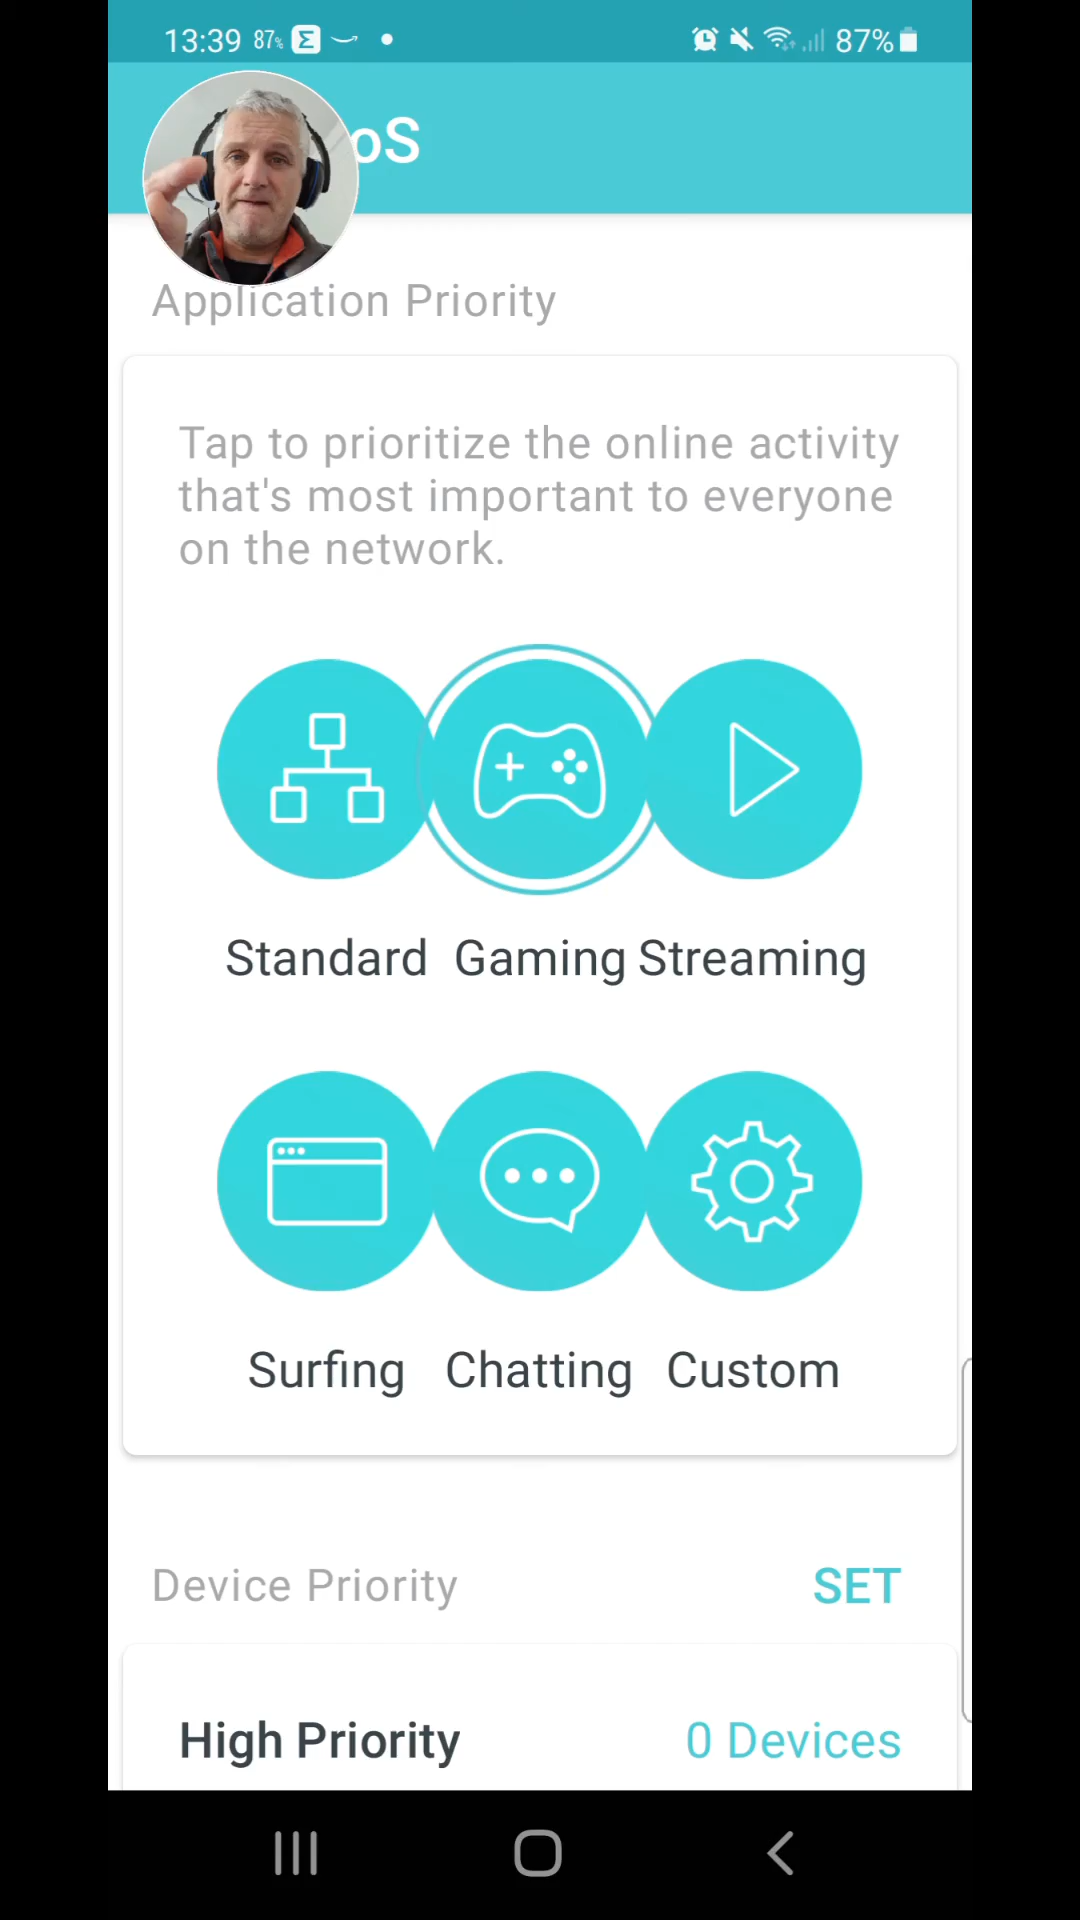 13:39 87% Σ 87%
oS
Application Priority
Tap to prioritize the online activity
that's most important to everyone
on the network.
Standard Gaming Streaming
Surfing Chatting Custom
Device Priority SET
High Priority 0 Devices